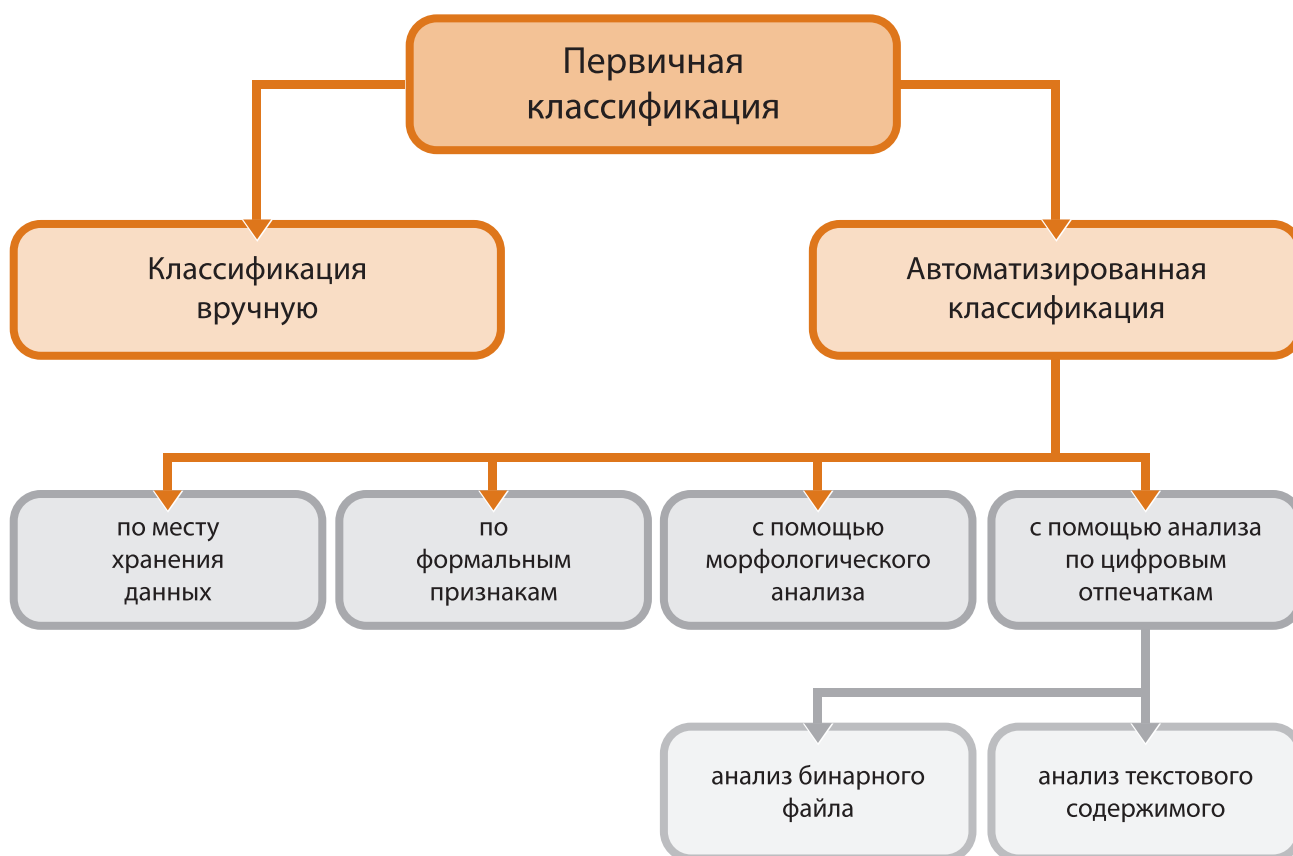 Первичная
классификация
Классификация
вручную
Автоматизированная
классификация
по месту
хранения
данных
по
формальным
признакам
с помощью
морфологического
анализа
с помощью анализа
по цифровым
отпечаткам
анализ бинарного
файла
анализ текстового
содержимого